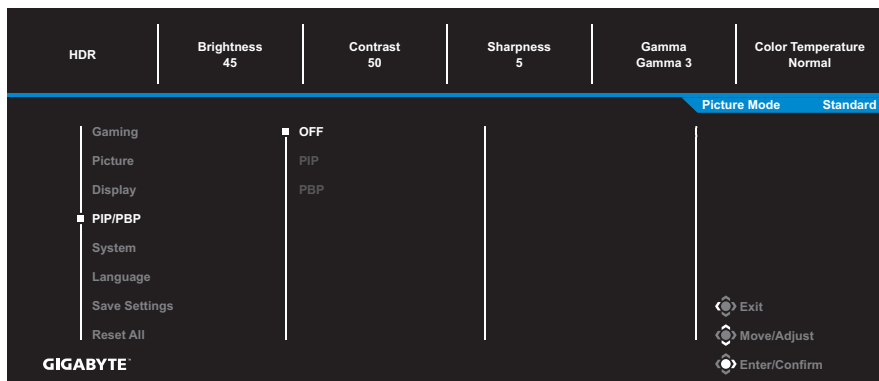 HDR
Brightness
45
Contrast
50
Sharpness
5
Gamma
Gamma 3
Color Temperature
Normal
Picture Mode Standard
Gaming
Picture
Display
PIP/PBP
System
Language
Save Settings
Reset All
OFF
PIP
PBP
Exit
Move/Adjust
Enter/Confirm
GIGABYTE